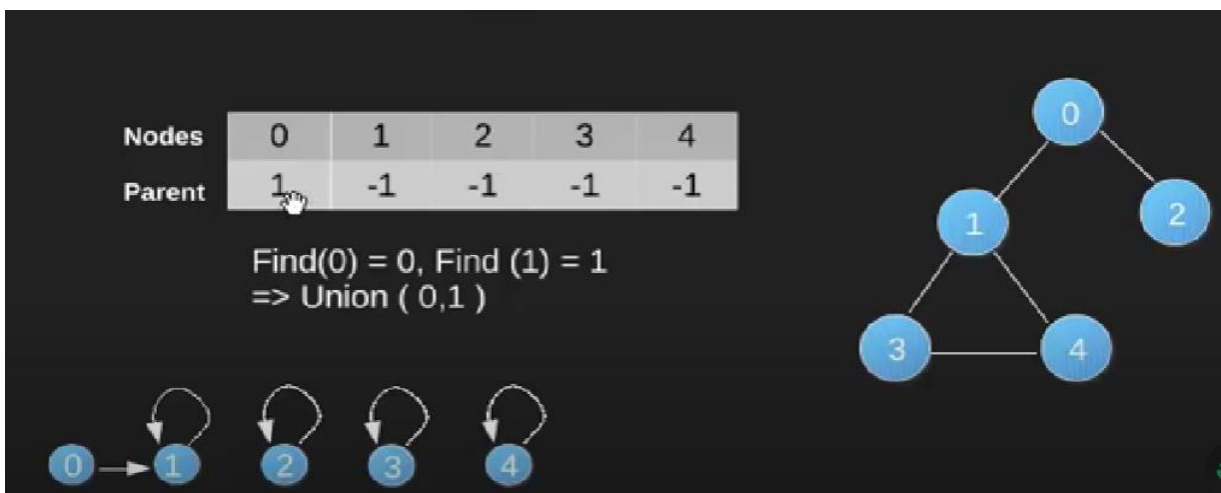 Nodes 0 1 2 3 4
Parent 1 -1 -1 -1 -1
Find(0) = 0, Find (1) = 1
=> Union ( 0,1 )
0
1
2
3
4
0 1 2 3 4